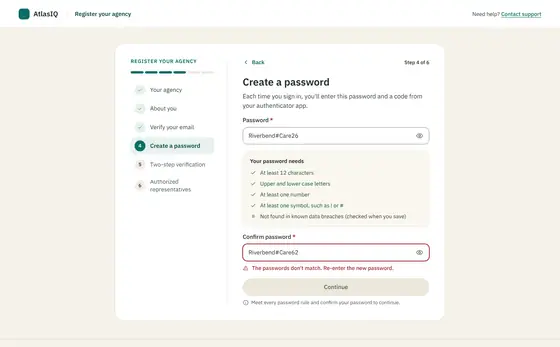 AtlasIQ
Register your agency
Need help? Contact support
REGISTER YOUR AGENCY
Your agency
About you
Verify your email
4 Create a password
5 Two-step verification
6 Authorized
representatives
Back
Step 4 of 6
Create a password
Each time you sign in, you'll enter this password and a code from
your authenticator app.
Password *
Riverbend#Care26
Your password needs
At least 12 characters
Upper and lower case letters
At least one number
At least one symbol, such as ! or #
Not found in known data breaches (checked when you save)
Confirm password *
Riverbend#Care62
The passwords don't match. Re-enter the new password.
Continue
Meet every password rule and confirm your password to continue.